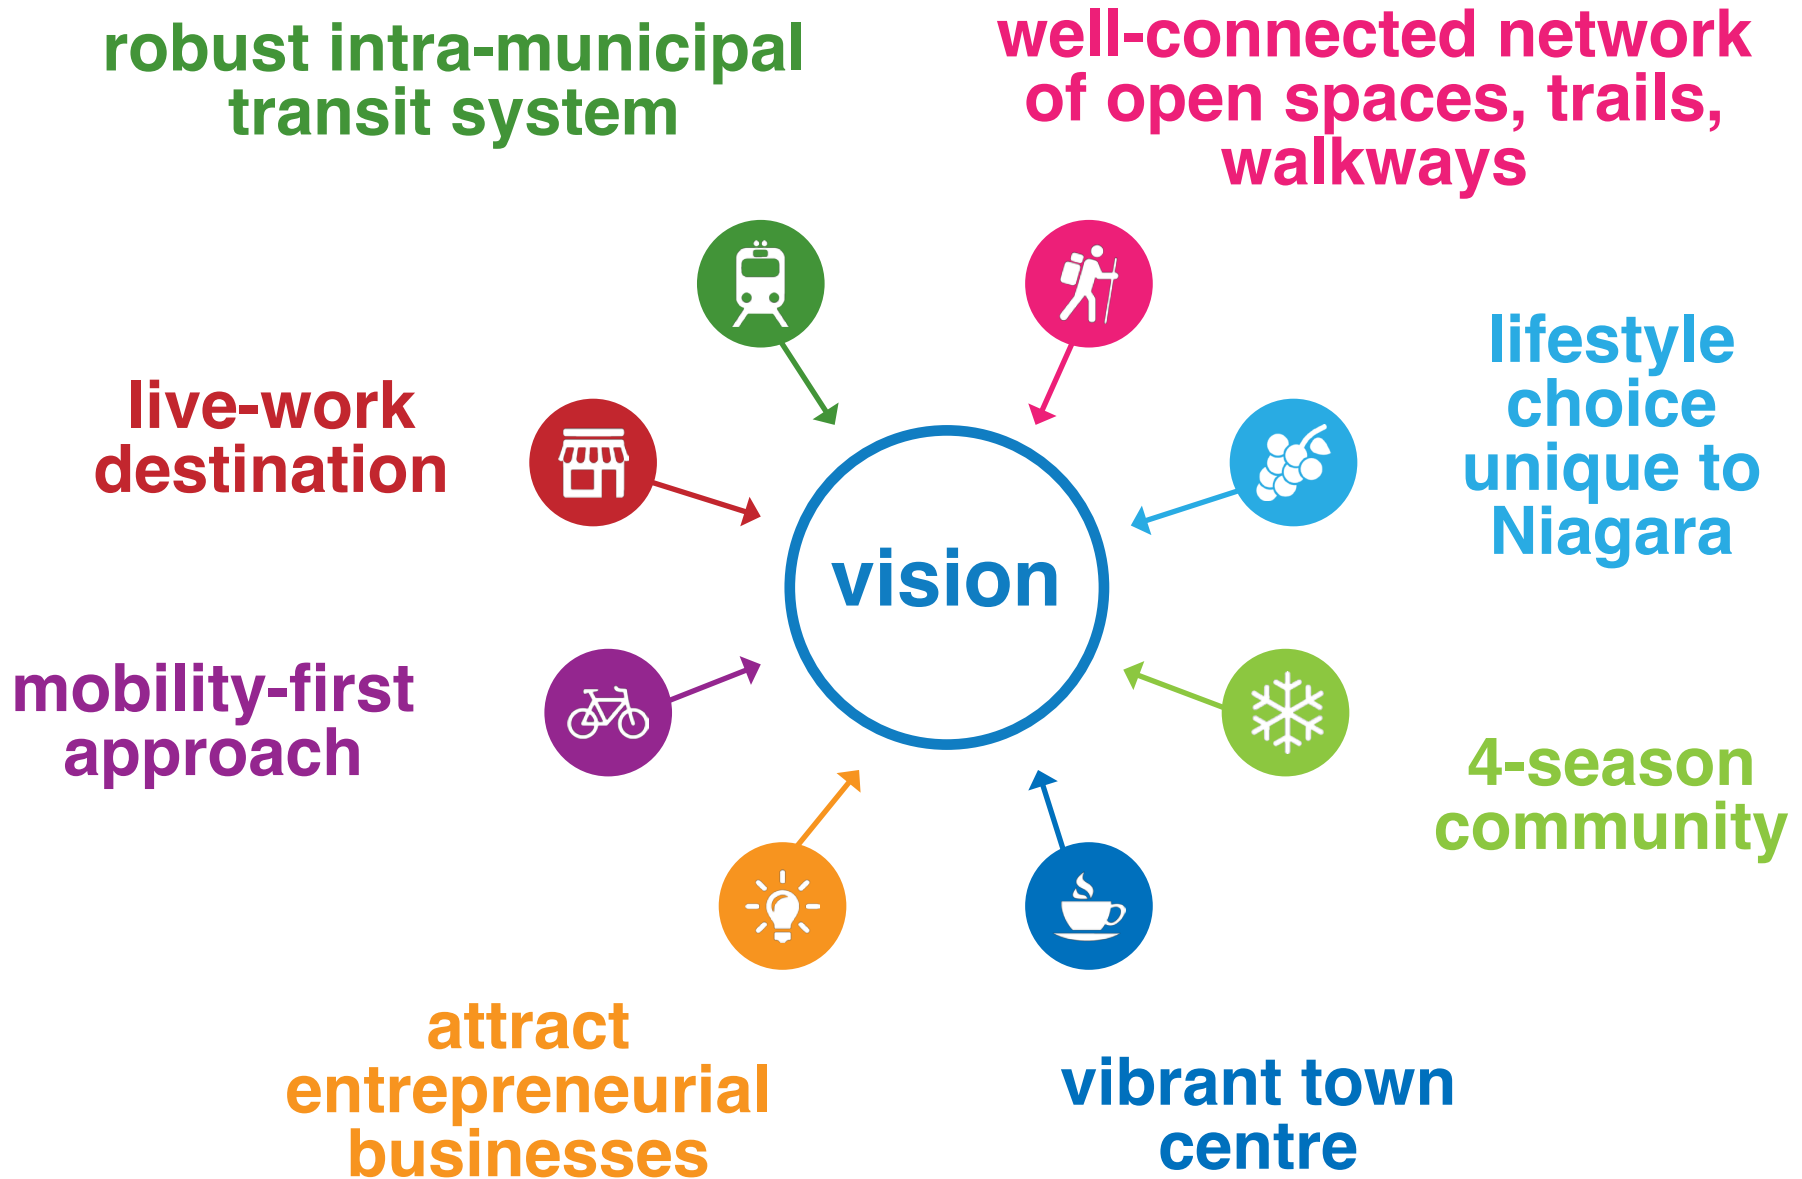 robust intra-municipal
transit system
well-connected network
of open spaces, trails,
walkways
live-work
destination
lifestyle
choice
unique to
Niagara
vision
mobility-first
approach
4-season
community
attract
entrepreneurial
businesses
vibrant town
centre